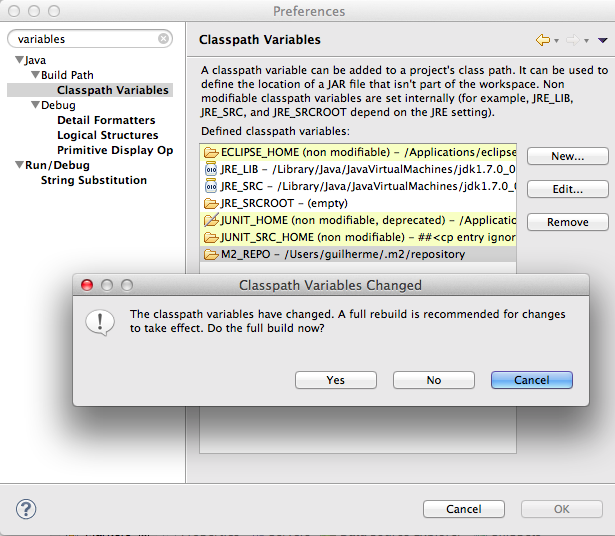 Preferences
variables
Classpath Variables
Java
Build Path
Classpath Variables
Debug
Detail Formatters
Logical Structures
Primitive Display Op
Run/Debug
String Substitution
A classpath variable can be added to a project's class path. It can be used to
define the location of a JAR file that isn't part of the workspace. Non
modifiable classpath variables are set internally (for example, JRE_LIB,
JRE_SRC, and JRE_SRCROOT depend on the JRE setting).
Defined classpath variables:
ECLIPSE_HOME (non modifiable) – /Applications/eclipse
JRE_LIB – /Library/Java/JavaVirtualMachines/jdk1.7.0_0
JRE_SRC – /Library/Java/JavaVirtualMachines/jdk1.7.0_0
JRE_SRCROOT – (empty)
JUNIT_HOME (non modifiable, deprecated) – /Applicatio
JUNIT_SRC_HOME (non modifiable) – ##<cp entry ignor
M2_REPO – /Users/guilherme/.m2/repository
New...
Edit...
Remove
Classpath Variables Changed
The classpath variables have changed. A full rebuild is recommended for changes
to take effect. Do the full build now?
Yes No Cancel
? Cancel OK